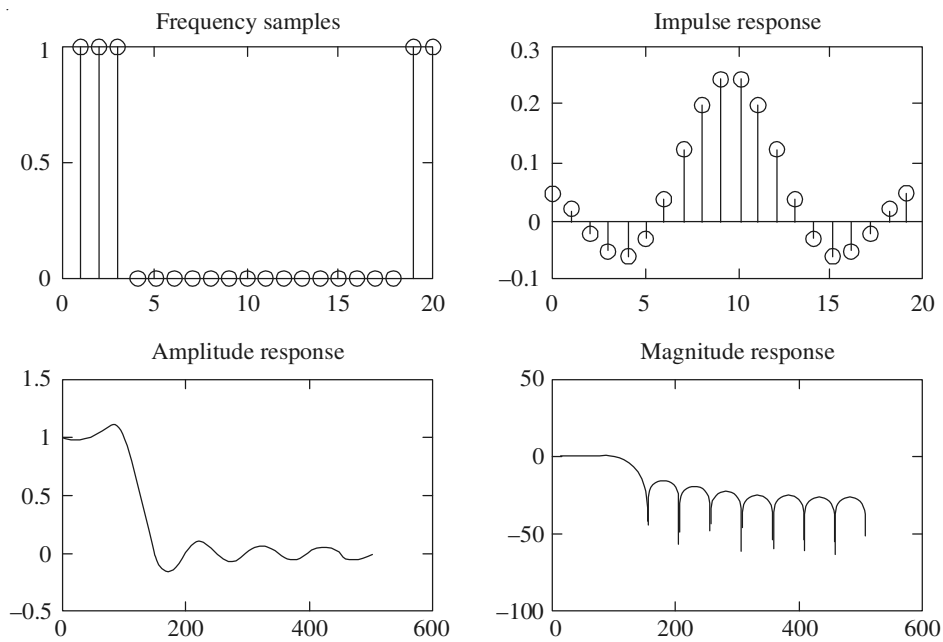 Frequency samples
1
0.5
0
0 5 10 15 20
Impulse response
0.3
0.2
0.1
0
–0.1
0 5 10 15 20
Amplitude response
1.5
1
0.5
0
–0.5
0 200 400 600
Magnitude response
50
0
–50
–100
0 200 400 600